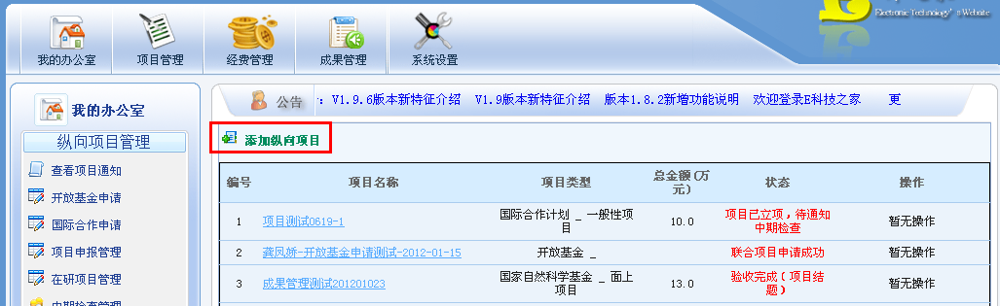 Electronic Technology's Website
我的办公室 项目管理 经费管理 成果管理 系统设置
公告 : V1.9.6版本新特征介绍 V1.9版本新特征介绍 版本1.8.2新增功能说明 欢迎登录E科技之家 更
我的办公室
纵向项目管理
查看项目通知
开放基金申请
国际合作申请
项目申报管理
在研项目管理
中期检查管理
添加纵向项目
编号 项目名称 项目类型 总金额(万元) 状态 操作
1 项目测试0619-1 国际合作计划 _ 一般性项目 10.0 项目已立项,待通知中期检查 暂无操作
2 龚凤娇-开放基金申请测试-2012-01-15 开放基金 _ 联合项目申请成功 暂无操作
3 成果管理测试201201023 国家自然科学基金 _ 面上项目 13.0 验收完成(项目结题) 暂无操作